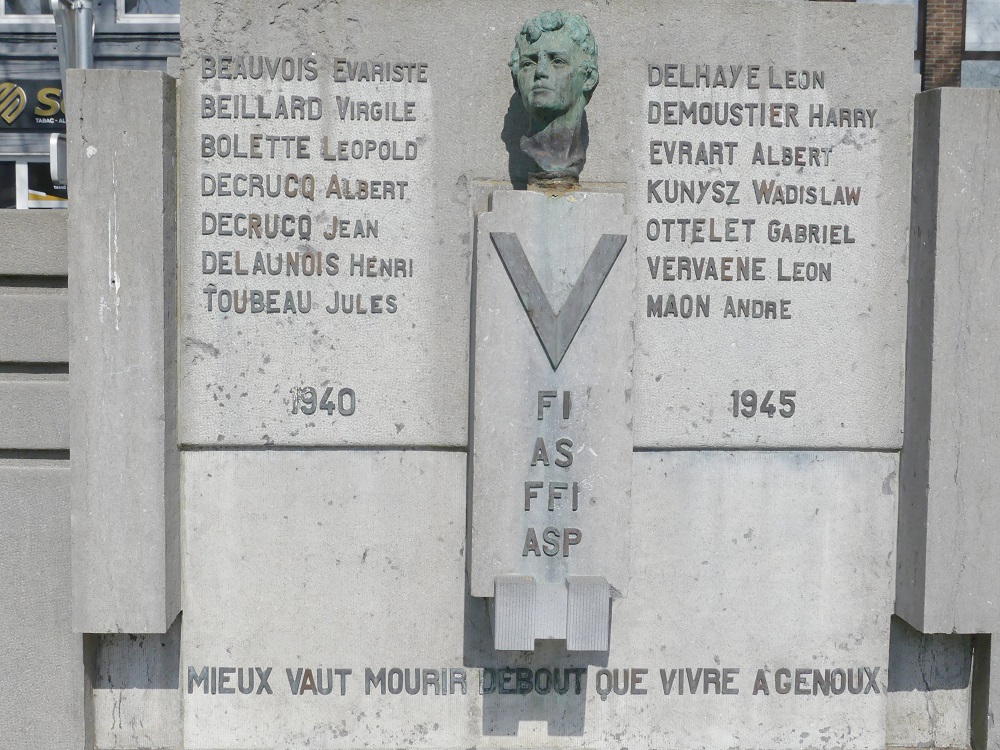 BEAUVOIS EVARISTE
BEILLARD VIRGILE
BOLETTE LEOPOLD
DECRUCQ ALBERT
DECRUCQ JEAN
DELAUNOIS HENRI
TOUBEAU JULES
1940
DELHAYE LEON
DEMOUSTIER HARRY
EVRART ALBERT
KUNYSZ WADISLAW
OTTELET GABRIEL
VERVAENE LEON
MAON ANDRE
1945
V
FI
AS
FFI
ASP
MIEUX VAUT MOURIR DEBOUT QUE VIVRE A GENOUX